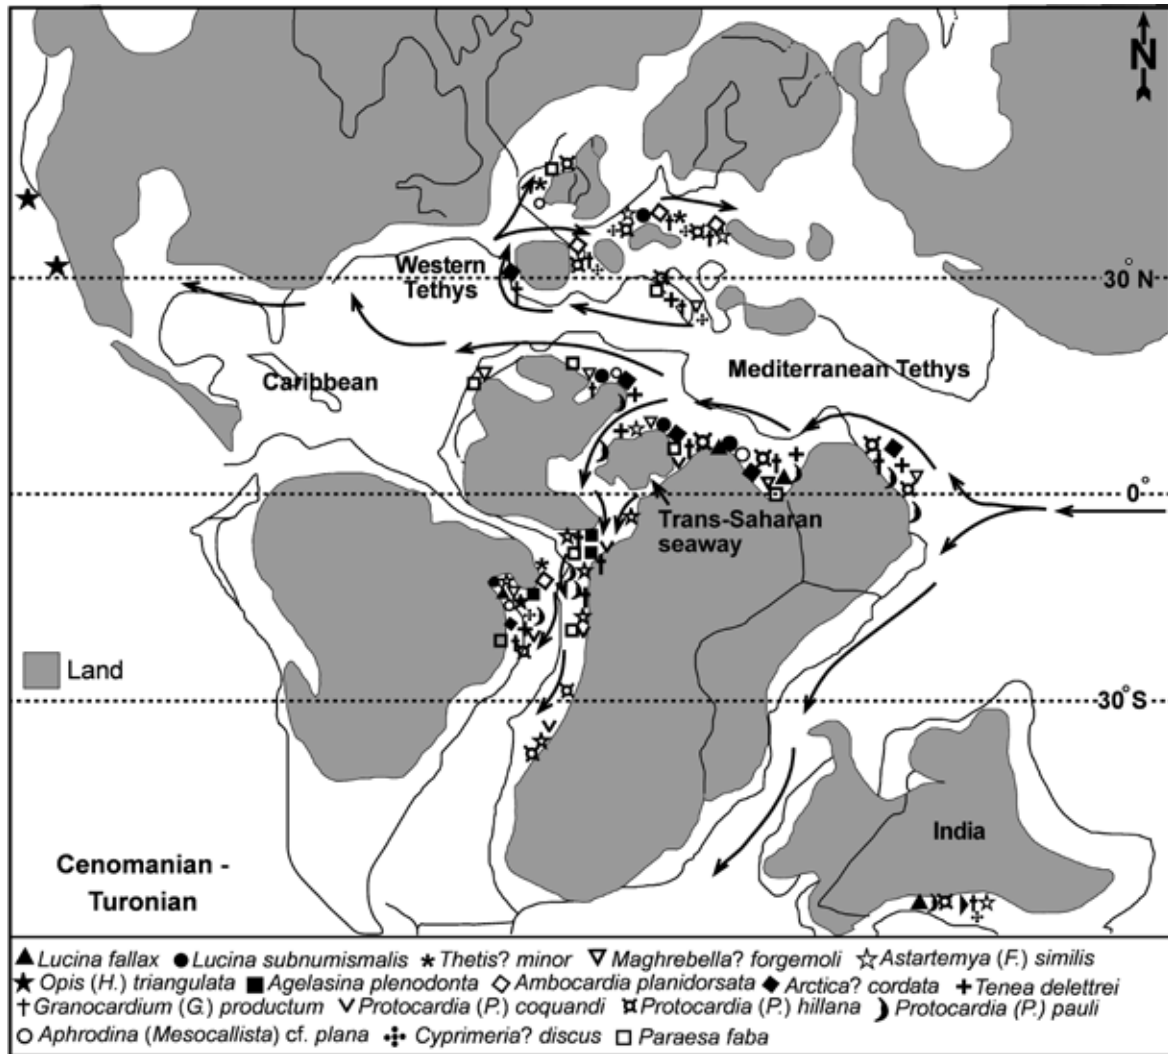 N
30°N
Western
Tethys
Caribbean
Mediterranean Tethys
0°
Trans-Saharan
seaway
Land
30°S
India
Cenomanian -
Turonian
Lucina fallax Lucina subnumismalis Thetis? minor Maghrebella? forgemoli Astartemya (F.) similis
Opis (H.) triangulata Agelasina plenodonta Ambocardia planidorsata Arctica? cordata Tenea delettrei
Granocardium (G.) productum Protocardia (P.) coquandi Protocardia (P.) hillana Protocardia (P.) pauli
Aphrodina (Mesocallista) cf. plana Cyprimeria? discus Paraesa faba